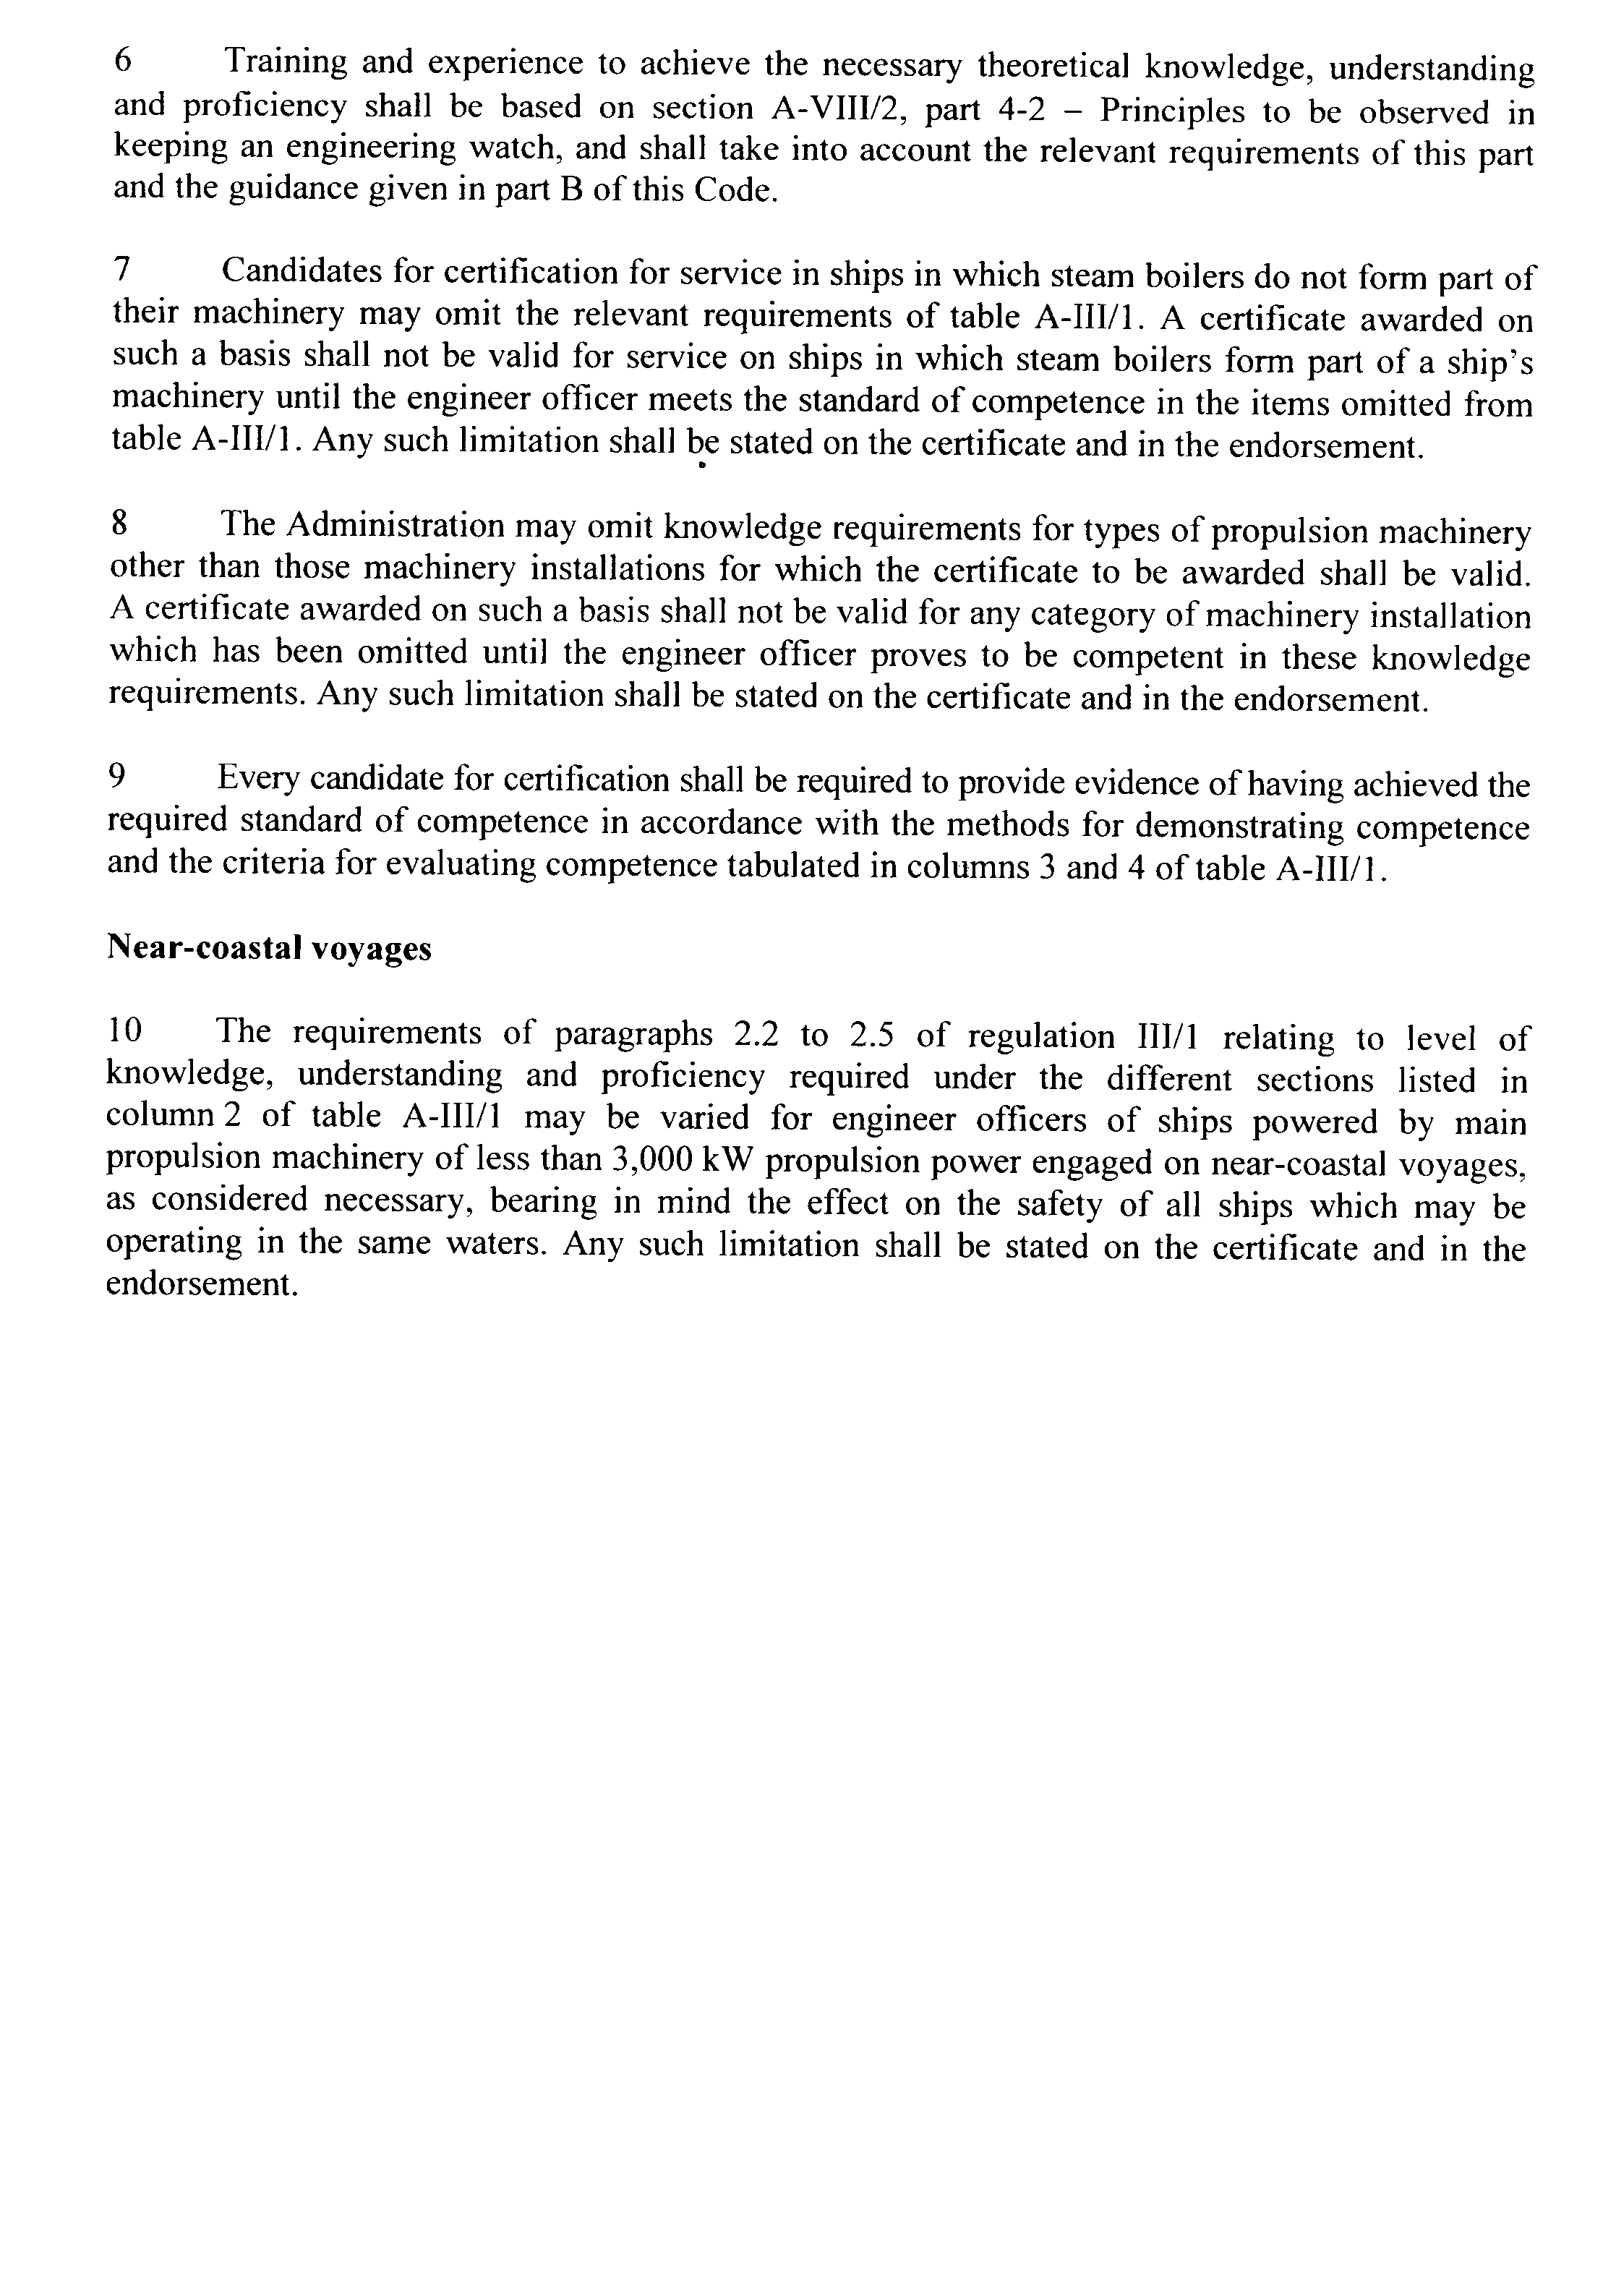 6 Training and experience to achieve the necessary theoretical knowledge, understanding
and proficiency shall be based on section A-VIII/2, part 4-2 – Principles to be observed in
keeping an engineering watch, and shall take into account the relevant requirements of this part
and the guidance given in part B of this Code.
7 Candidates for certification for service in ships in which steam boilers do not form part of
their machinery may omit the relevant requirements of table A-III/1. A certificate awarded on
such a basis shall not be valid for service on ships in which steam boilers form part of a ship's
machinery until the engineer officer meets the standard of competence in the items omitted from
table A-III/1. Any such limitation shall be stated on the certificate and in the endorsement.
8 The Administration may omit knowledge requirements for types of propulsion machinery
other than those machinery installations for which the certificate to be awarded shall be valid.
A certificate awarded on such a basis shall not be valid for any category of machinery installation
which has been omitted until the engineer officer proves to be competent in these knowledge
requirements. Any such limitation shall be stated on the certificate and in the endorsement.
9 Every candidate for certification shall be required to provide evidence of having achieved the
required standard of competence in accordance with the methods for demonstrating competence
and the criteria for evaluating competence tabulated in columns 3 and 4 of table A-III/1.
Near-coastal voyages
10 The requirements of paragraphs 2.2 to 2.5 of regulation III/1 relating to level of
knowledge, understanding and proficiency required under the different sections listed in
column 2 of table A-III/1 may be varied for engineer officers of ships powered by main
propulsion machinery of less than 3,000 kW propulsion power engaged on near-coastal voyages,
as considered necessary, bearing in mind the effect on the safety of all ships which may be
operating in the same waters. Any such limitation shall be stated on the certificate and in the
endorsement.